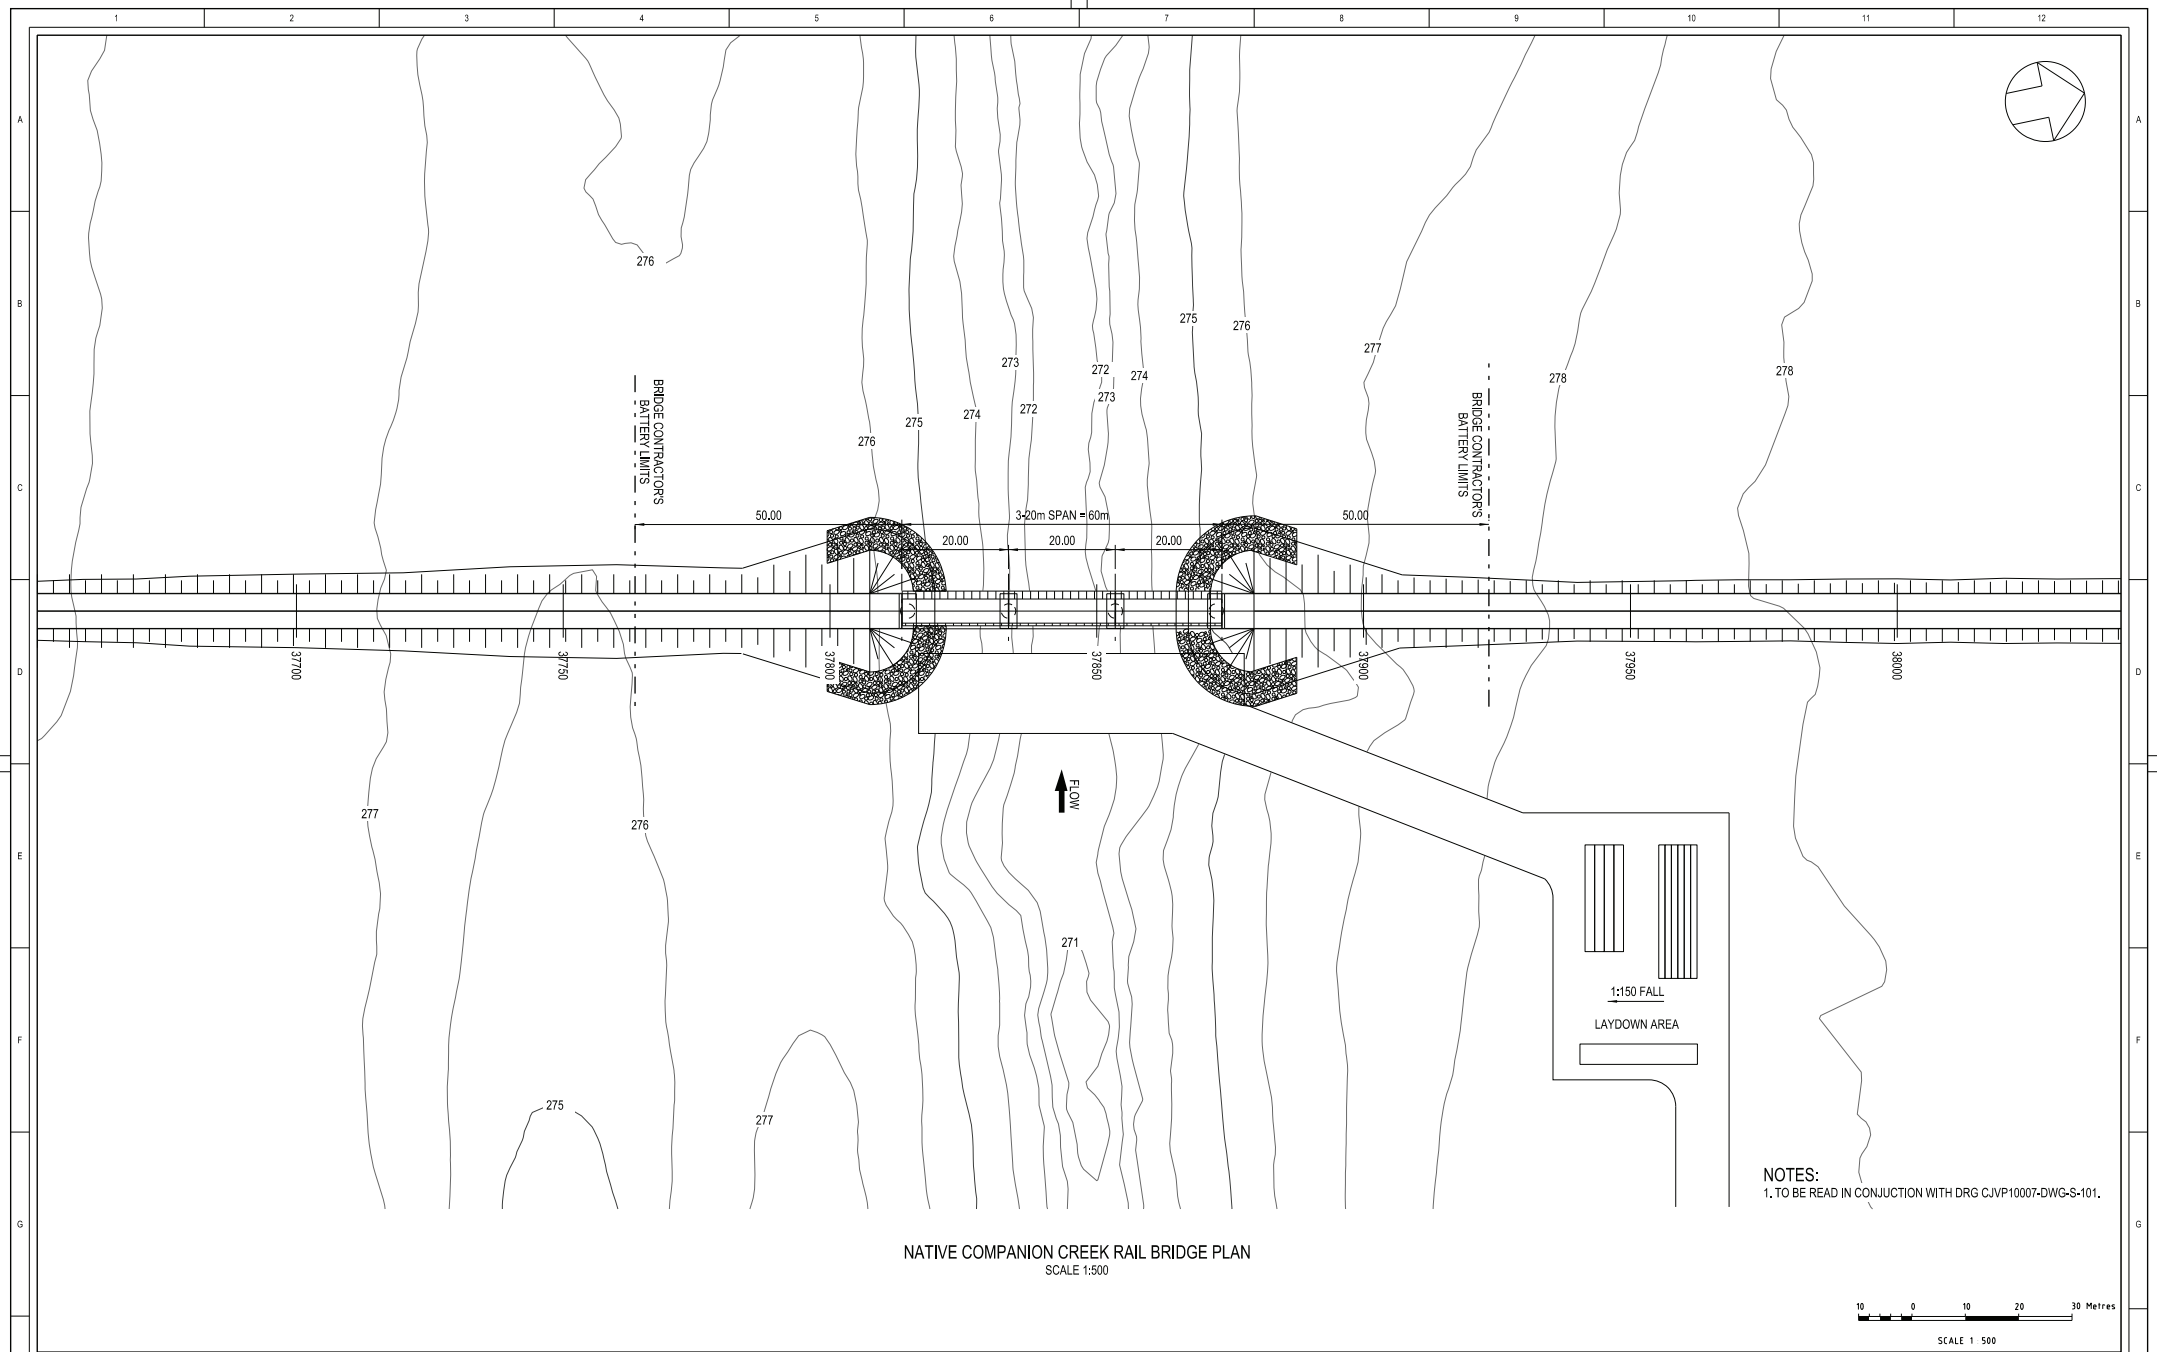 1 2 3 4 5 6 7 8 9 10 11 12
A A
276
B B
275
276
277
273
272
274
278
278
273
272
274
275
276
BRIDGE CONTRACTOR'S
BATTERY LIMITS
BRIDGE CONTRACTOR'S
BATTERY LIMITS
C C
50.00 3-20m SPAN = 60m 50.00
20.00 20.00 20.00
37700 37750 37800 37850 37900 37950 38000
D D
FLOW
277
276
E E
271
1:150 FALL
LAYDOWN AREA
F F
275
277
NOTES:
1. TO BE READ IN CONJUCTION WITH DRG CJVP10007-DWG-S-101.
G G
NATIVE COMPANION CREEK RAIL BRIDGE PLAN
SCALE 1:500
10 0 10 20 30 Metres
SCALE 1 500